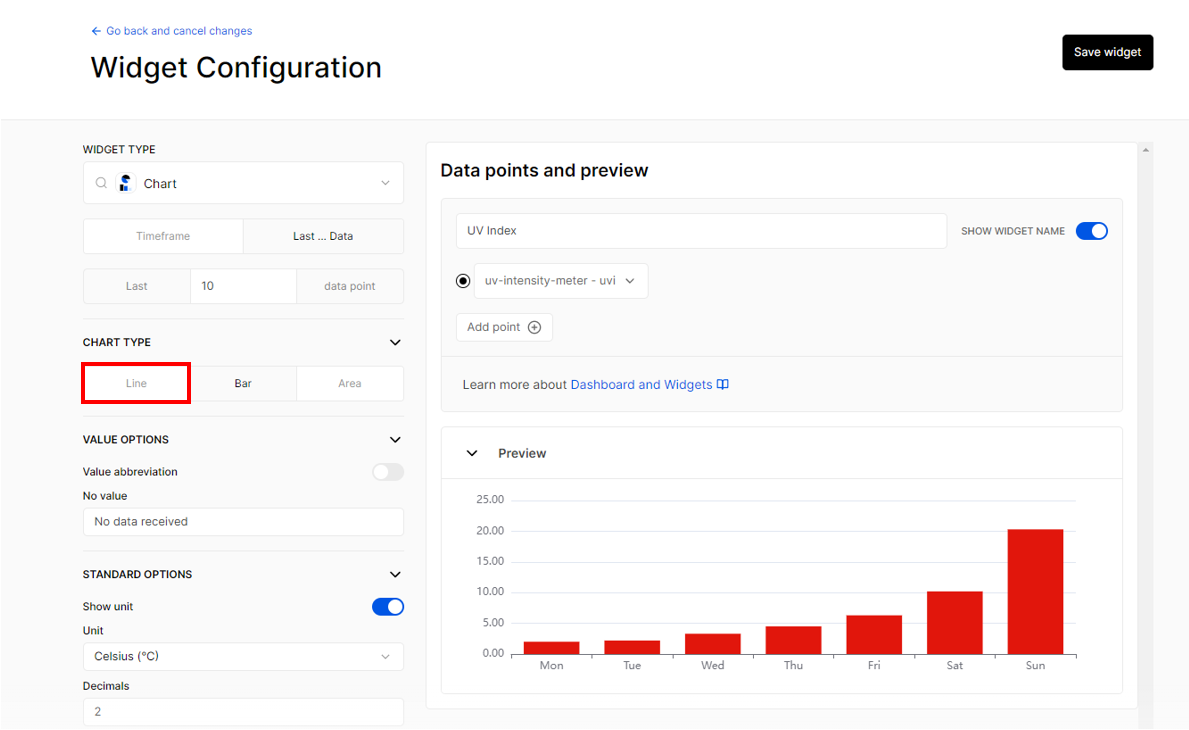 Go back and cancel changes
Widget Configuration
Save widget
WIDGET TYPE
Chart
Timeframe
Last ... Data
Last
10
data point
CHART TYPE
Line
Bar
Area
VALUE OPTIONS
Value abbreviation
No value
No data received
STANDARD OPTIONS
Show unit
Unit
Celsius (°C)
Decimals
2
Data points and preview
UV Index
SHOW WIDGET NAME
uv-intensity-meter - uvi
Add point
Learn more about Dashboard and Widgets
Preview
25.00
20.00
15.00
10.00
5.00
0.00
Mon
Tue
Wed
Thu
Fri
Sat
Sun